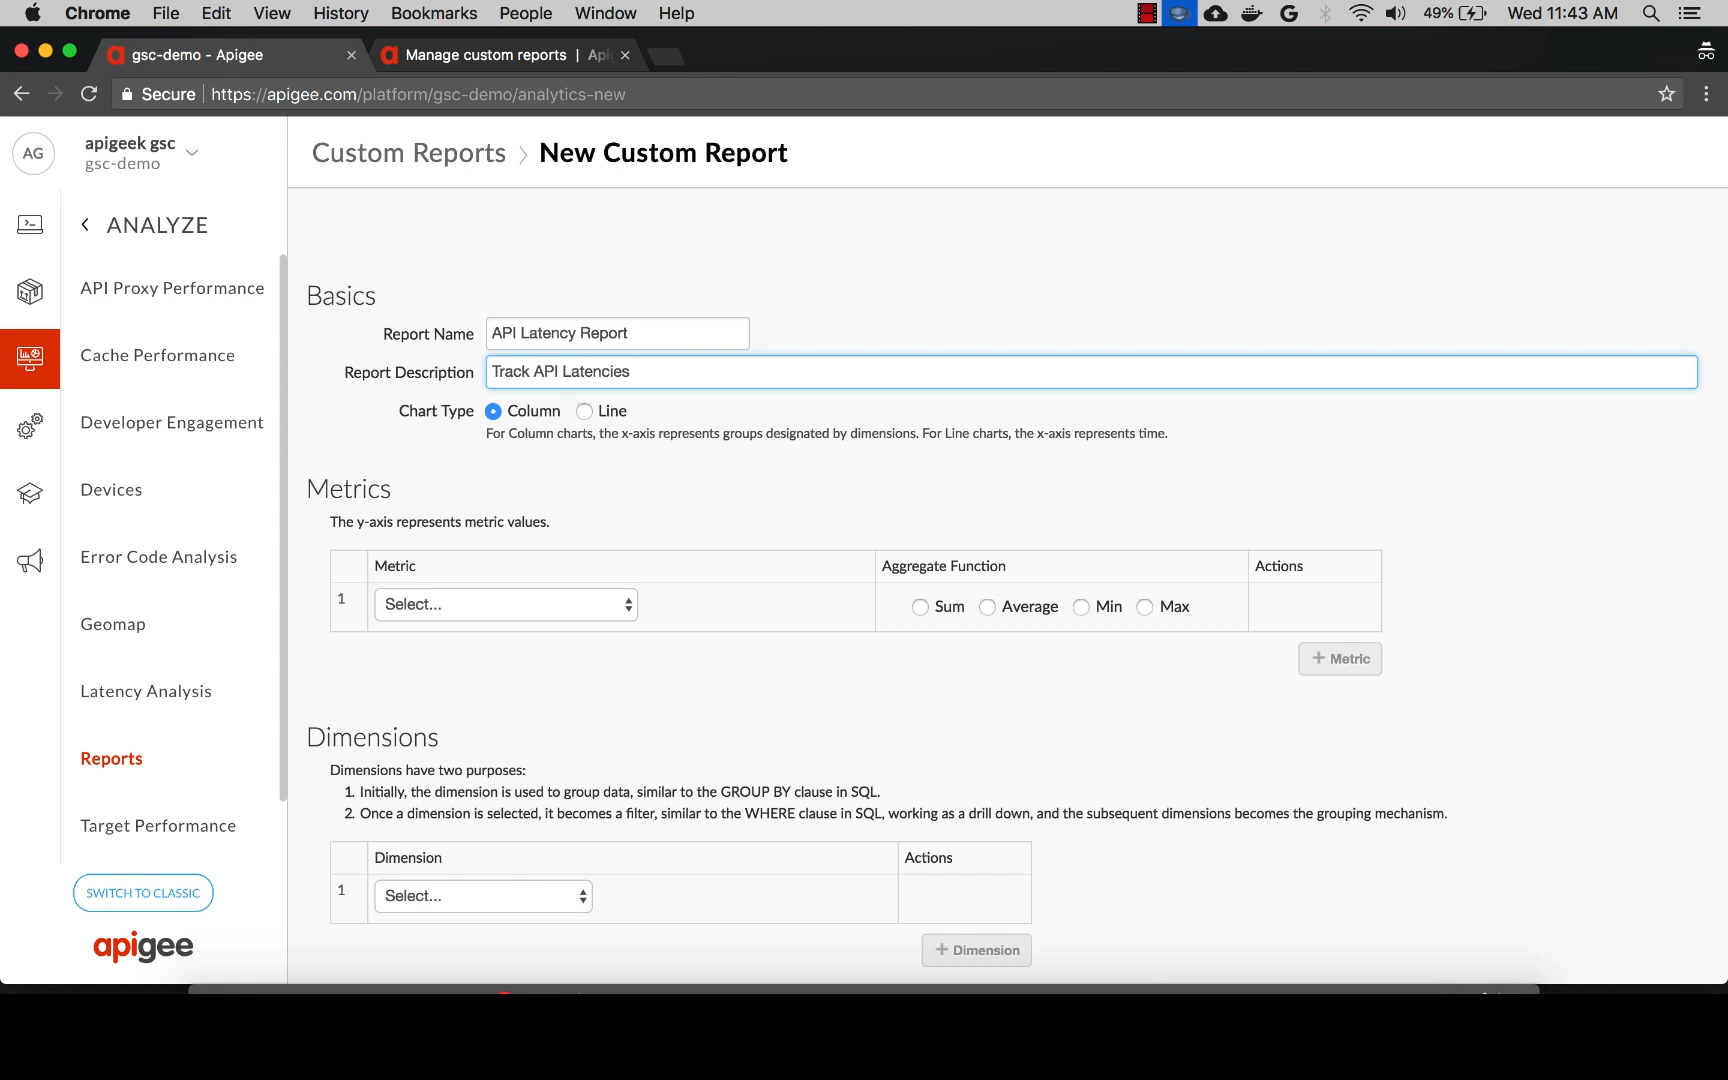 Chrome File Edit View History Bookmarks People Window Help 49% Wed 11:43 AM
gsc-demo - Apigee Manage custom reports | Api
Secure https://apigee.com/platform/gsc-demo/analytics-new
AG apigeek gsc
gsc-demo
Custom Reports > New Custom Report
ANALYZE
API Proxy Performance
Cache Performance
Developer Engagement
Devices
Error Code Analysis
Geomap
Latency Analysis
Reports
Target Performance
SWITCH TO CLASSIC
apigee
Basics
Report Name API Latency Report
Report Description Track API Latencies
Chart Type Column Line
For Column charts, the x-axis represents groups designated by dimensions. For Line charts, the x-axis represents time.
Metrics
The y-axis represents metric values.
Metric Aggregate Function Actions
1 Select... Sum Average Min Max
+ Metric
Dimensions
Dimensions have two purposes:
1. Initially, the dimension is used to group data, similar to the GROUP BY clause in SQL.
2. Once a dimension is selected, it becomes a filter, similar to the WHERE clause in SQL, working as a drill down, and the subsequent dimensions becomes the grouping mechanism.
Dimension Actions
1 Select...
+ Dimension